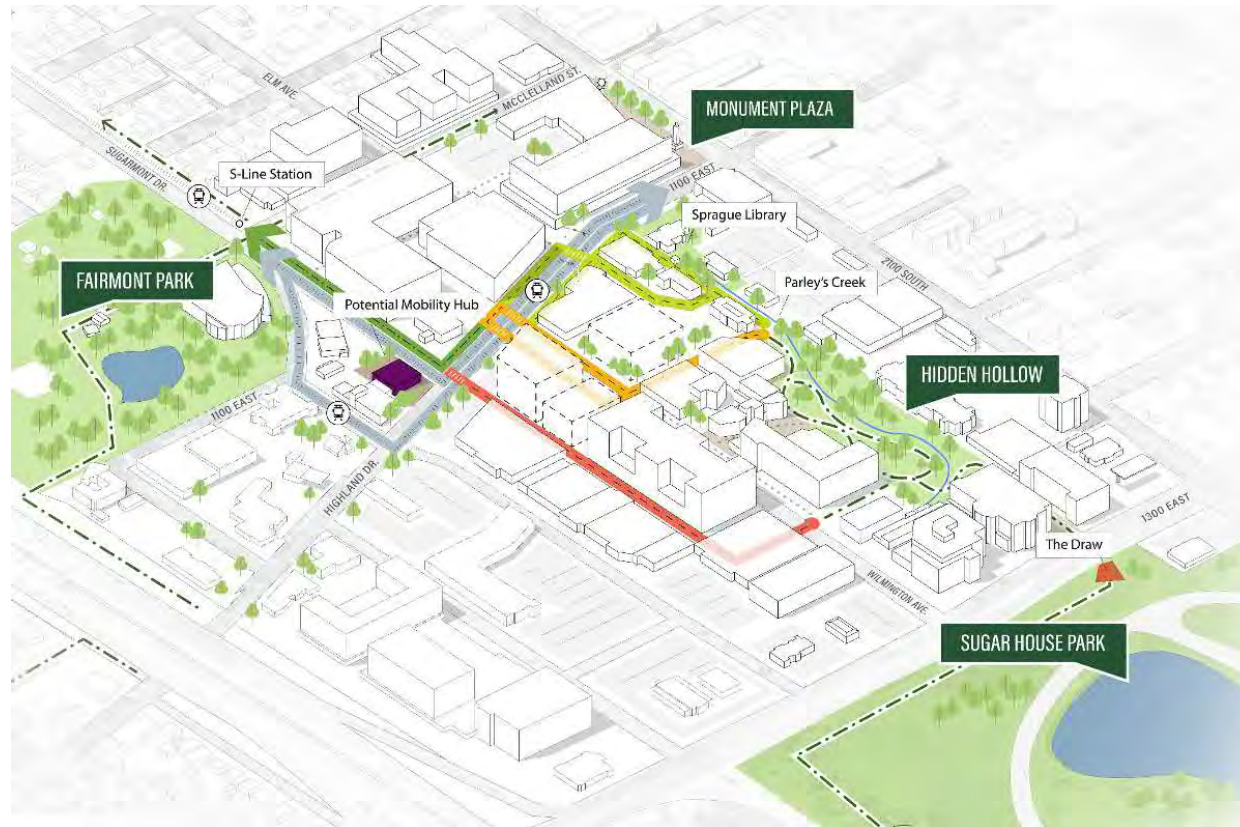 ELM AVE.
MCCLELLAND ST.
MONUMENT PLAZA
SUGARMONT DR.
S-Line Station
1100 EAST
Sprague Library
2100 SOUTH
FAIRMONT PARK
Potential Mobility Hub
Parley's Creek
HIDDEN HOLLOW
1100 EAST
HIGHLAND DR.
1300 EAST
The Draw
WILMINGTON AVE.
SUGAR HOUSE PARK